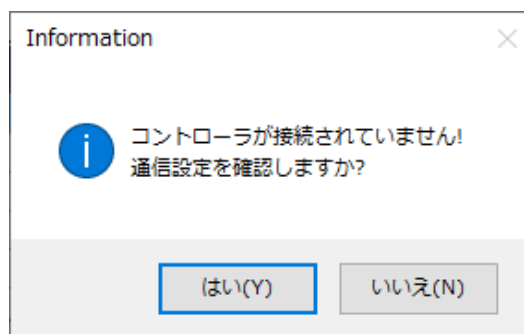 Information
コントローラが接続されていません!
通信設定を確認しますか?
はい(Y)
いいえ(N)